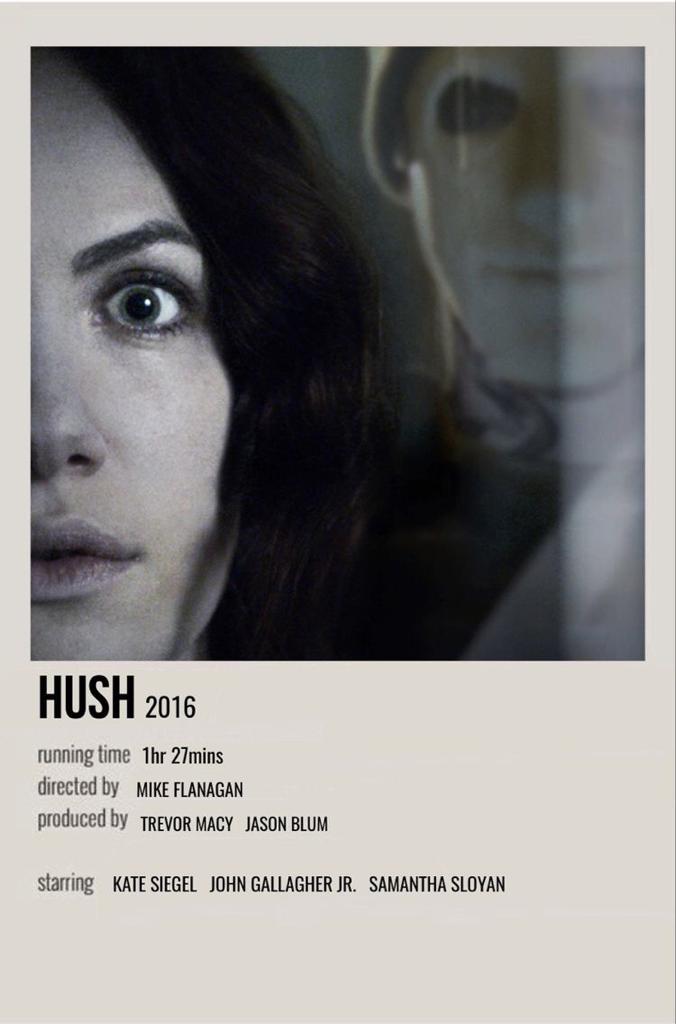 HUSH 2016
running time 1hr 27mins
directed by MIKE FLANAGAN
produced by TREVOR MACY JASON BLUM
starring KATE SIEGEL JOHN GALLAGHER JR. SAMANTHA SLOYAN